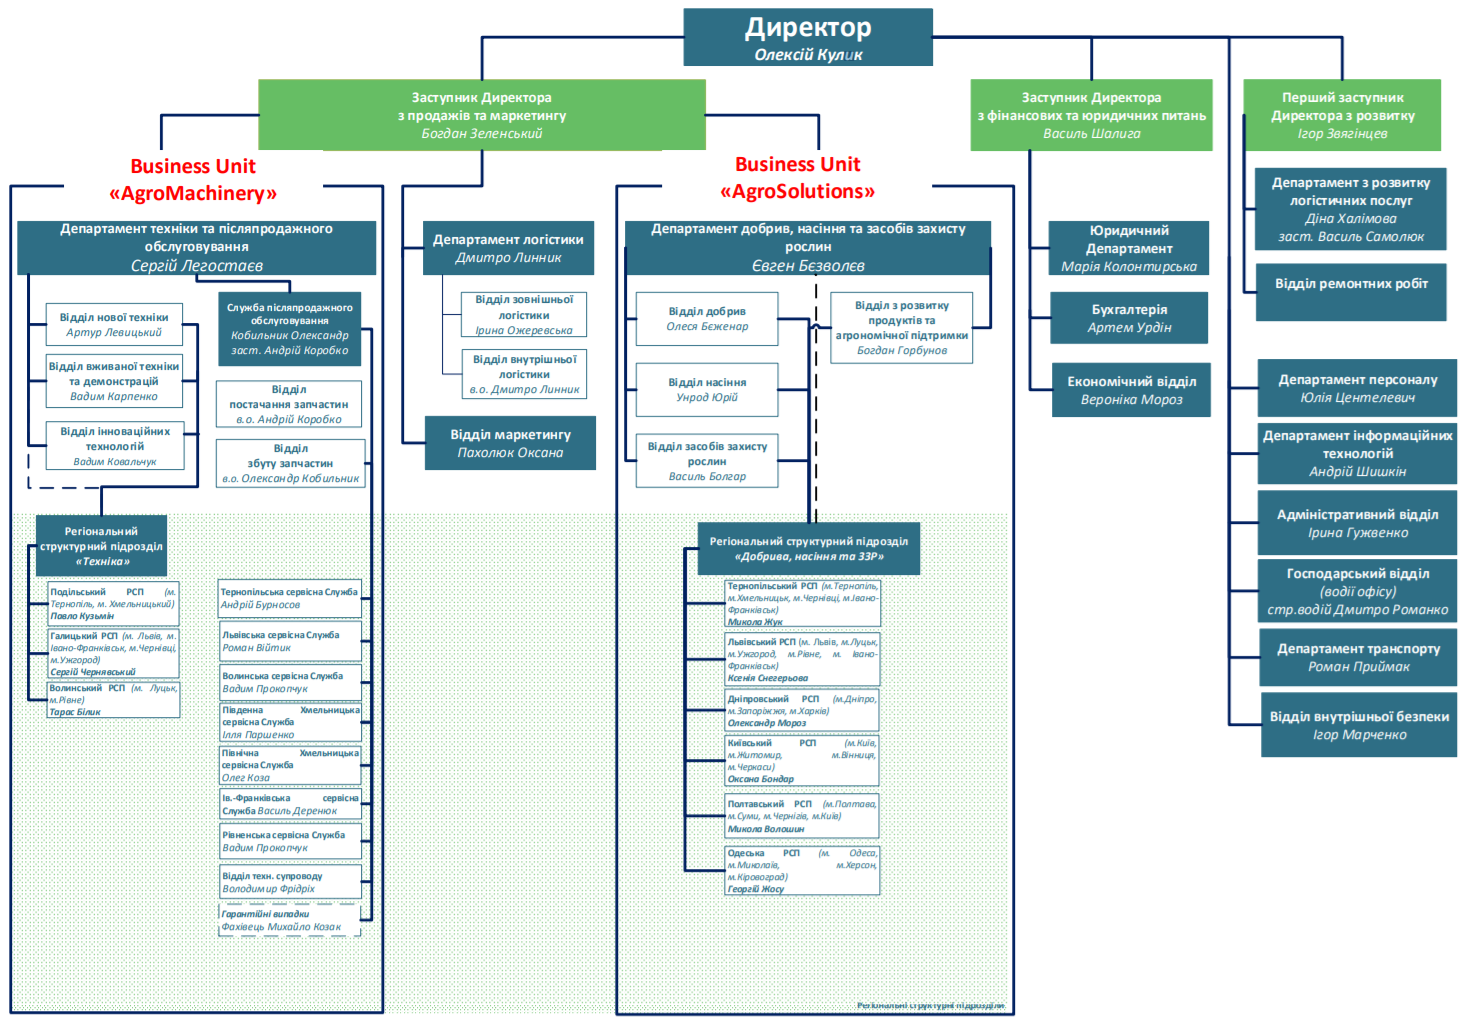 Директор
Олексій Кулик
Заступник Директора
з продажів та маркетингу
Богдан Зеленський
Заступник Директора
з фінансових та юридичних питань
Василь Шалига
Перший заступник
Директора з розвитку
Ігор Звягінцев
Business Unit
«AgroMachinery»
Департамент техніки та післяпродажного
обслуговування
Сергій Легостаєв
Відділ нової техніки
Артур Левицький
Відділ вживаної техніки
та демонстрацій
Вадим Карпенко
Відділ інноваційних
технологій
Вадим Ковальчук
Служба післяпродажного
обслуговування
Кобильник Олександр
заст. Андрій Коробко
Відділ
постачання запчастин
в.о. Андрій Коробко
Відділ
збуту запчастин
в.о. Олександр Кобильник
Регіональний
структурний підрозділ
«Техніка»
Подільський РСП (м.
Тернопіль, м. Хмельницький)
Павло Кузьмін
Галицький РСП (м. Львів, м.
Івано-Франківськ, м.Чернівці,
м.Ужгород)
Сергій Чернявський
Волинський РСП (м. Луцьк,
м.Рівне)
Тарас Білик
Тернопільська сервісна Служба
Андрій Бурносов
Львівська сервісна Служба
Роман Війтик
Волинська сервісна Служба
Вадим Прокопчук
Південна Хмельницька
сервісна Служба
Ілля Паршенко
Північна Хмельницька
сервісна Служба
Олег Коза
Ів.-Франківська сервісна
Служба Василь Деренюк
Рівненська сервісна Служба
Вадим Прокопчук
Відділ техн. супроводу
Володимир Фрідріх
Гарантійні випадки
Фахівець Михайло Козак
Департамент логістики
Дмитро Линник
Відділ зовнішньої
логістики
Ірина Ожеревська
Відділ внутрішньої
логістики
в.о. Дмитро Линник
Відділ маркетингу
Пахолюк Оксана
Business Unit
«AgroSolutions»
Департамент добрив, насіння та засобів захисту
рослин
Євген Бєзволєв
Відділ добрив
Олеся Бєженар
Відділ насіння
Унрод Юрій
Відділ засобів захисту
рослин
Василь Болгар
Відділ з розвитку
продуктів та
агрономічної підтримки
Богдан Горбунов
Регіональний структурний підрозділ
«Добрива, насіння та ЗЗР»
Тернопільський РСП (м.Тернопіль,
м.Хмельницьк, м.Чернівці, м.Івано-
Франківськ)
Микола Жук
Львівський РСП (м. Львів, м.Луцьк,
м.Ужгород, м.Рівне, м. Івано-
Франківськ)
Ксенія Снегерьова
Дніпровський РСП (м.Дніпро,
м.Запоріжжя, м.Харків)
Олександр Мороз
Київський РСП (м.Київ,
м.Житомир, м.Вінниця,
м.Черкаси)
Оксана Бондар
Полтавський РСП (м.Полтава,
м.Суми, м.Чернігів, м.Київ)
Микола Волошин
Одеська РСП (м. Одеса,
м.Миколаїв, м.Херсон,
м.Кіровоград)
Георгій Жосу
Регіональні структурні підрозділи
Юридичний
Департамент
Марія Колонтирська
Бухгалтерія
Артем Урдін
Економічний відділ
Вероніка Мороз
Департамент з розвитку
логістичних послуг
Діна Халімова
заст. Василь Самолюк
Відділ ремонтних робіт
Департамент персоналу
Юлія Центелевич
Департамент інформаційних
технологій
Андрій Шишкін
Адміністративний відділ
Ірина Гужвенко
Господарський відділ
(водії офісу)
стр.водій Дмитро Романко
Департамент транспорту
Роман Приймак
Відділ внутрішньої безпеки
Ігор Марченко